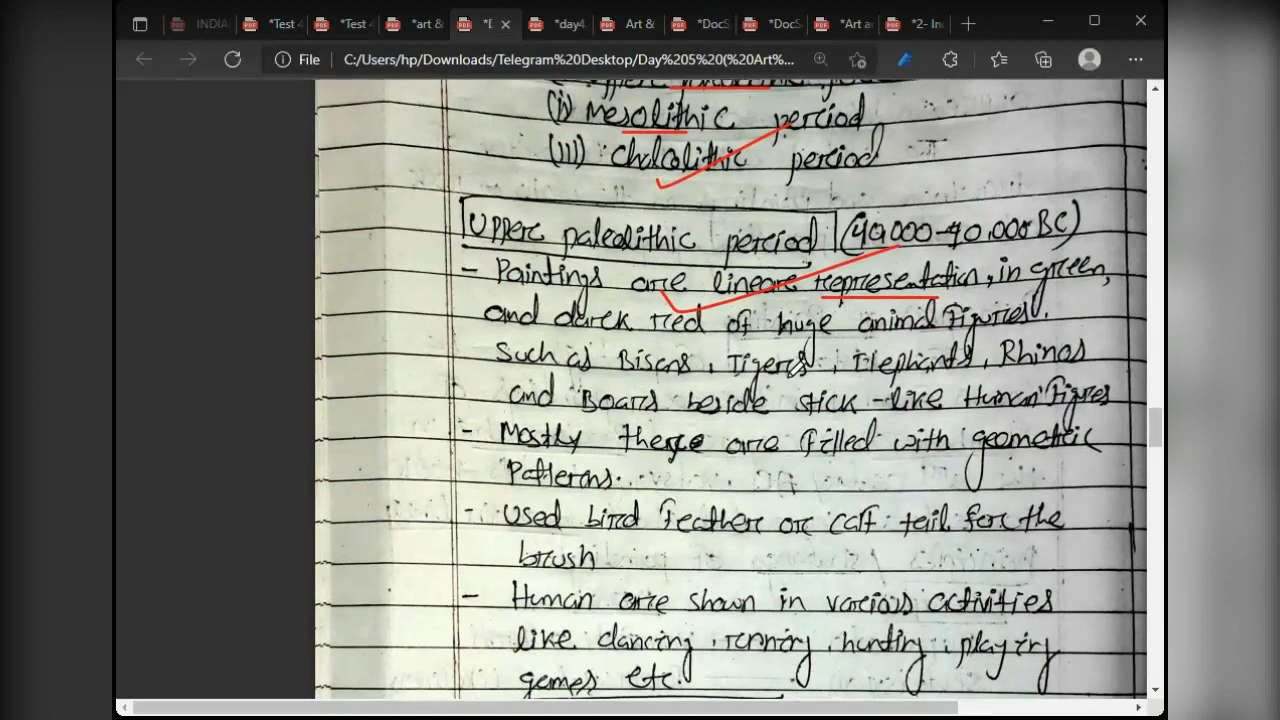 INDIA
*Test 4
*Test 4
*art &
*[
*day4
Art &
*DocS
*DocS
*Art a
*2- In
File C:/Users/hp/Downloads/Telegram%20Desktop/Day%205%20(%20Art%...
(ii) Mesolithic period
(III) chalcolithic period
Upper paleolithic period (40,000-10.000 BC)
- Paintings are linear representation, in green,
and dark red of huge animal figures.
Such as Bisons, Tigers, Elephants, Rhinos
and Boars beside stick-like Human Figures
- Mostly there are filled with geometric
patterns.
- Used bird feather or catt tail for the
brush
- Human are shown in various activities
like dancing, running, hunting, playing
games etc.